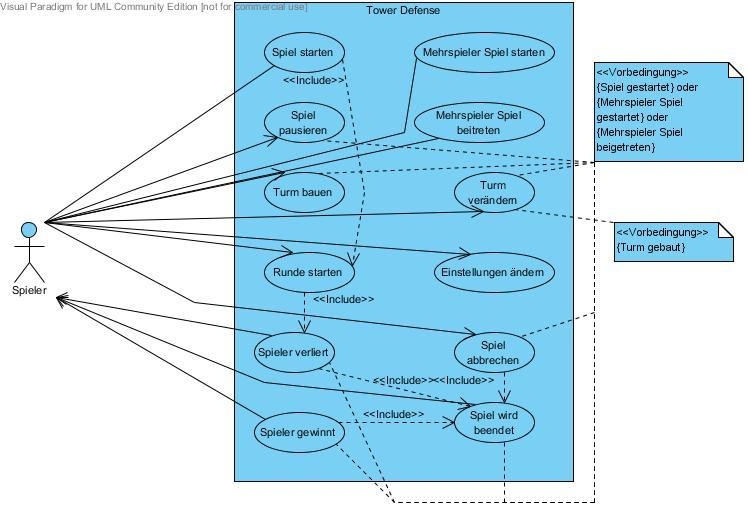 Visual Paradigm for UML Community Edition [not for commercial use]
Tower Defense
Spiel starten
Mehrspieler Spiel starten
<<Include>>
<<Vorbedingung>>
{Spiel gestartet} oder
{Mehrspieler Spiel
gestartet} oder
{Mehrspieler Spiel
beigetreten}
Spiel
pausieren
Mehrspieler Spiel
beitreten
Turm bauen
Turm
verändern
<<Vorbedingung>>
{Turm gebaut}
Spieler
Runde starten
Einstellungen ändern
<<Include>>
Spieler verliert
Spiel
abbrechen
<<Include>>
<<Include>>
<<Include>>
Spieler gewinnt
Spiel wird
beendet